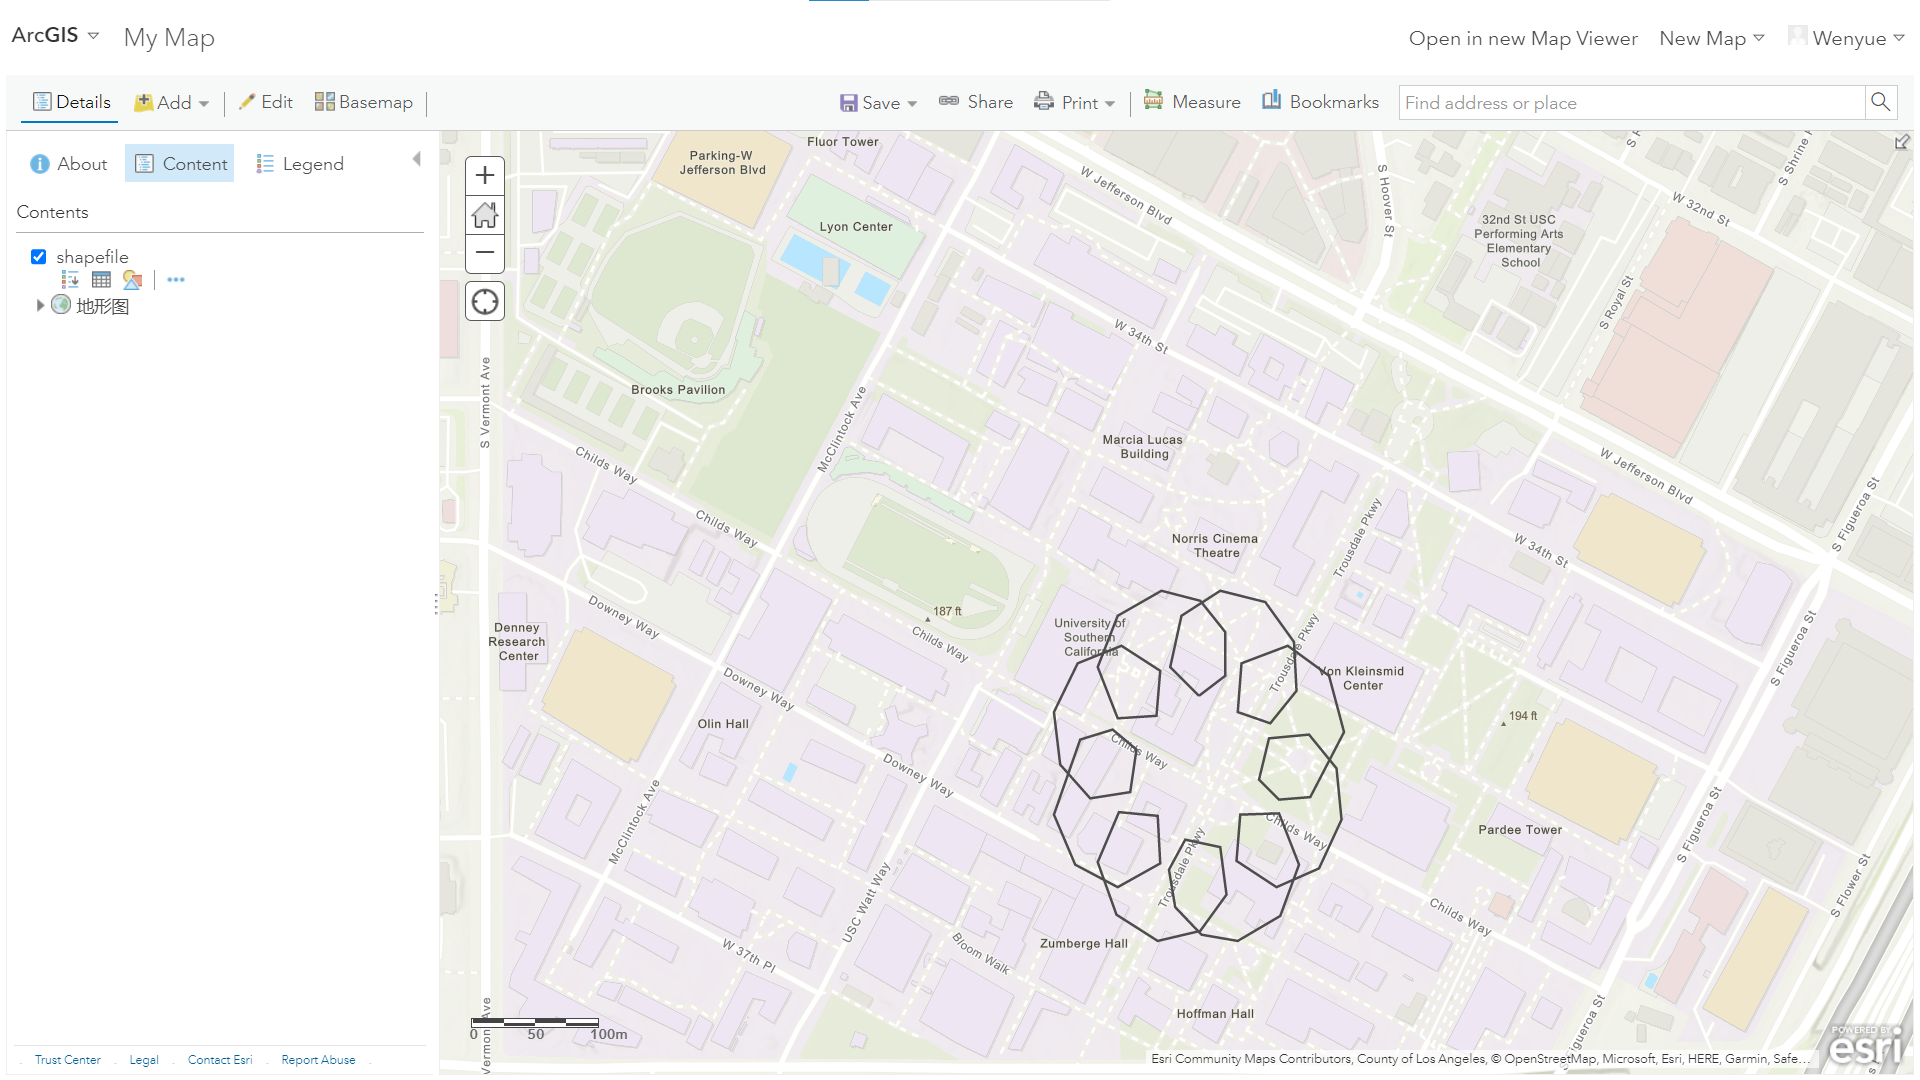 ArcGIS My Map
Open in new Map Viewer New Map Wenyue
Details Add Edit Basemap
Save Share Print Measure Bookmarks Find address or place
About Content Legend
Contents
shapefile
地形图
Trust Center Legal Contact Esri Report Abuse
Fluor Tower
Parking-W
Jefferson Blvd
Lyon Center
W Jefferson Blvd
S Hoover St
S Shrine
W 32nd St
32nd St USC
Performing Arts
Elementary
School
S Royal St
W 34th St
S Vermont Ave
Brooks Pavilion
McClintock Ave
Marcia Lucas
Building
Childs Way
W Jefferson Blvd
S Figueroa St
Childs Way
Trousdale Pkwy
Norris Cinema
Theatre
W 34th St
Downey Way
187 ft
Childs Way
Denney
Research
Center
University of
Southern
California
Trousdale Pkwy
Von Kleinsmid
Center
S Figueroa St
Downey Way
Olin Hall
194 ft
Childs Way
Downey Way
McClintock Ave
Childs Way
Pardee Tower
S Figueroa St
Trousdale Pkwy
USC Watt Way
S Flower St
Childs Way
W 37th Pl
Bloom Walk
Zumberge Hall
Hoffman Hall
Figueroa St
Vermont Ave
0 50 100m
Esri Community Maps Contributors, County of Los Angeles, © OpenStreetMap, Microsoft, Esri, HERE, Garmin, Safe...
POWERED BY
esri